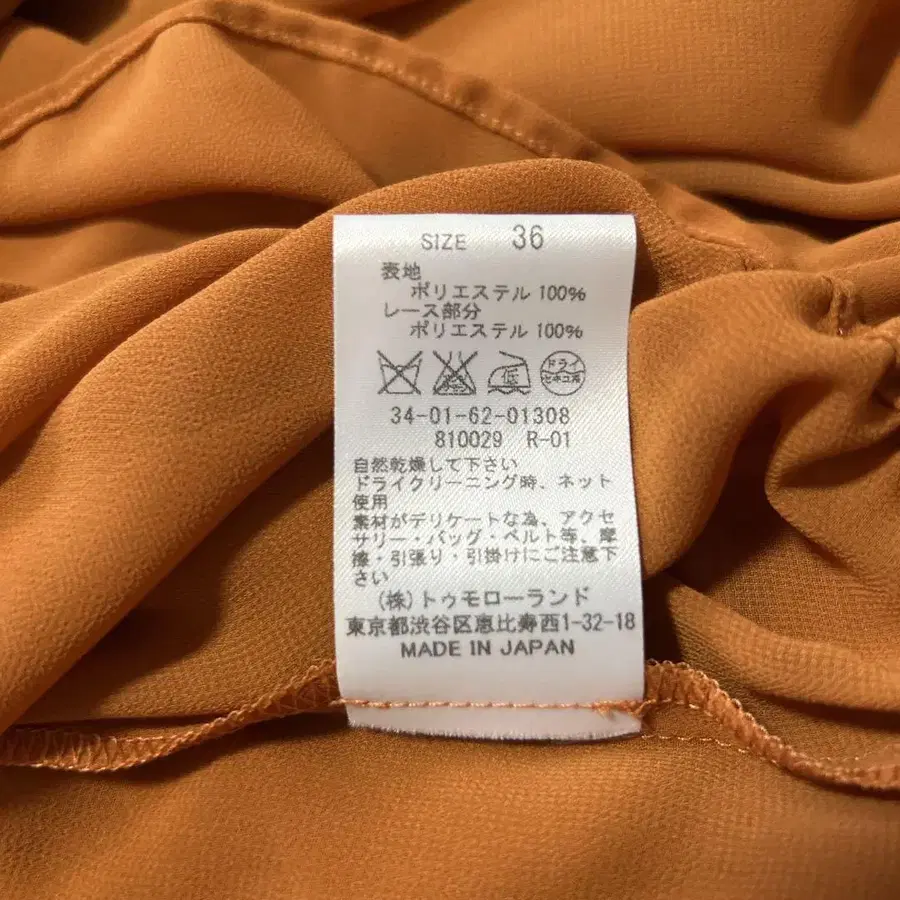 SIZE 36
表地
ポリエステル 100%
レース部分
ポリエステル 100%
低 ドライ
セキユ系
34-01-62-01308
810029 R-01
自然乾燥して下さい
ドライクリーニング時、ネット
使用
素材がデリケートな為、アクセ
サリー・バッグ・ベルト等、摩
擦・引張り・引掛けにご注意下
さい
(株)トゥモローランド
東京都渋谷区恵比寿西1-32-18
MADE IN JAPAN